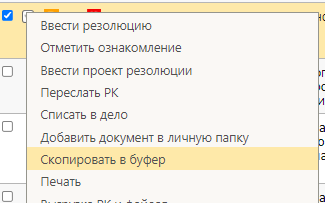 Ввести резолюцию
Отметить ознакомление
Ввести проект резолюции
Переслать РК
Списать в дело
Добавить документ в личную папку
Скопировать в буфер
Печать